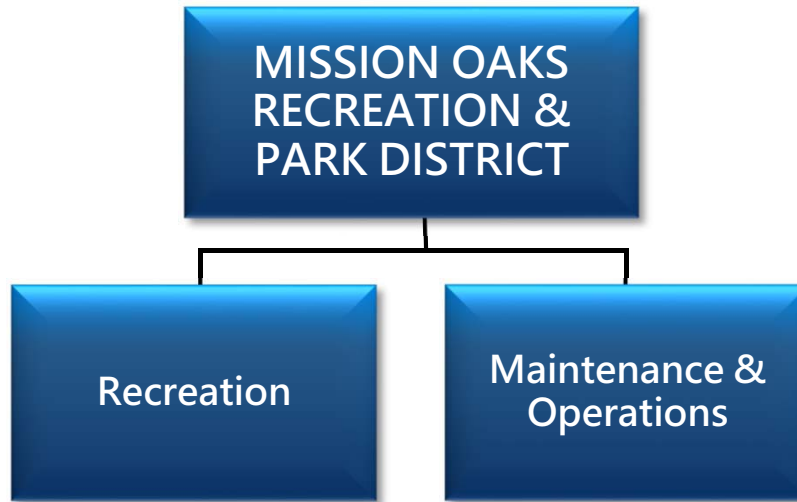 MISSION OAKS
RECREATION &
PARK DISTRICT
Recreation
Maintenance &
Operations